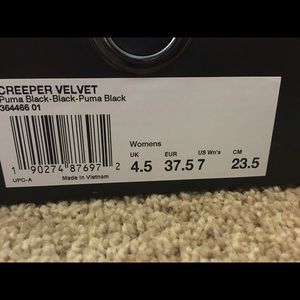 CREEPER VELVET
Puma Black-Black-Puma Black
364466 01
Womens
UK EUR US Wn's CM
4.5 37.5 7 23.5
1 90274 87697 2
UPC-A Made in Vietnam